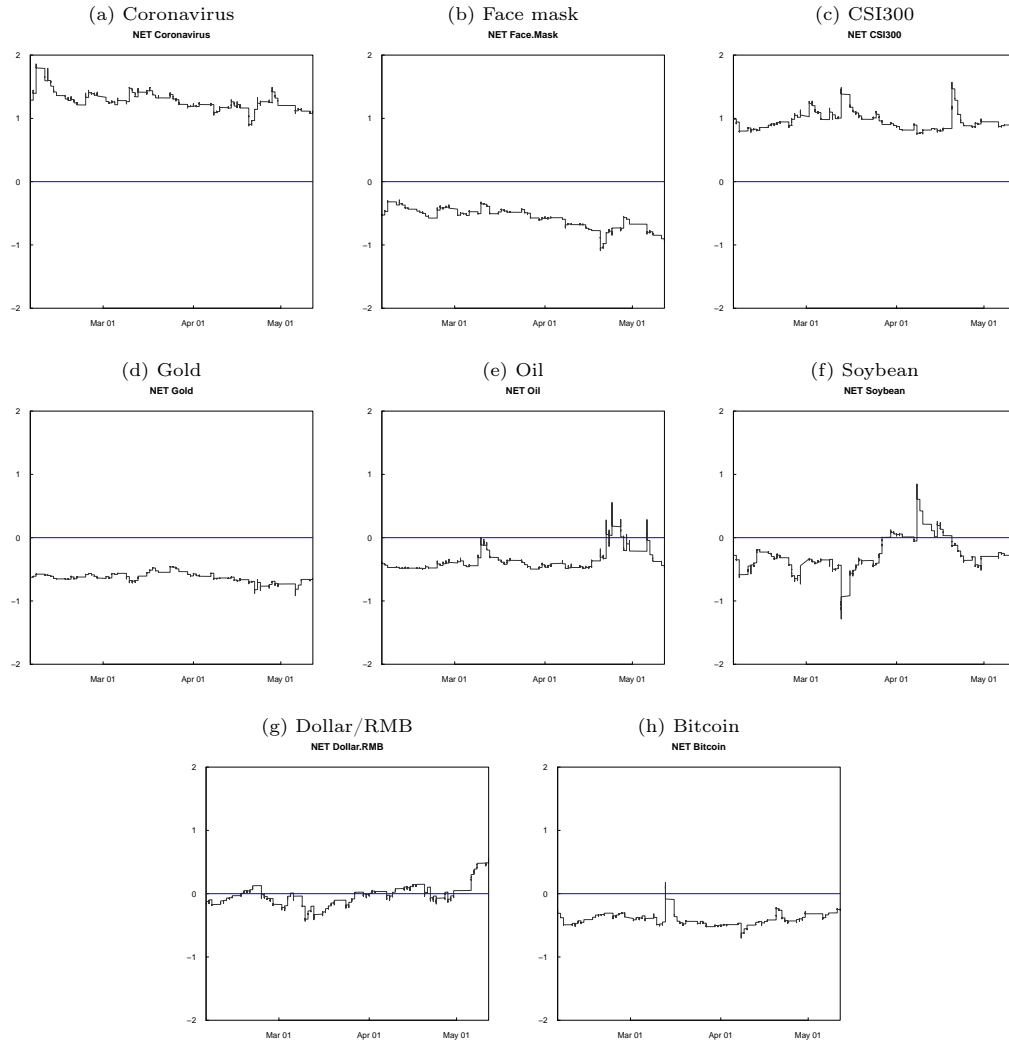 (a) Coronavirus
NET Coronavirus
2
1
0
−1
−2
Mar 01 Apr 01 May 01
(b) Face mask
NET Face.Mask
2
1
0
−1
−2
Mar 01 Apr 01 May 01
(c) CSI300
NET CSI300
2
1
0
−1
−2
Mar 01 Apr 01 May 01
(d) Gold
NET Gold
2
1
0
−1
−2
Mar 01 Apr 01 May 01
(e) Oil
NET Oil
2
1
0
−1
−2
Mar 01 Apr 01 May 01
(f) Soybean
NET Soybean
2
1
0
−1
−2
Mar 01 Apr 01 May 01
(g) Dollar/RMB
NET Dollar.RMB
2
1
0
−1
−2
Mar 01 Apr 01 May 01
(h) Bitcoin
NET Bitcoin
2
1
0
−1
−2
Mar 01 Apr 01 May 01